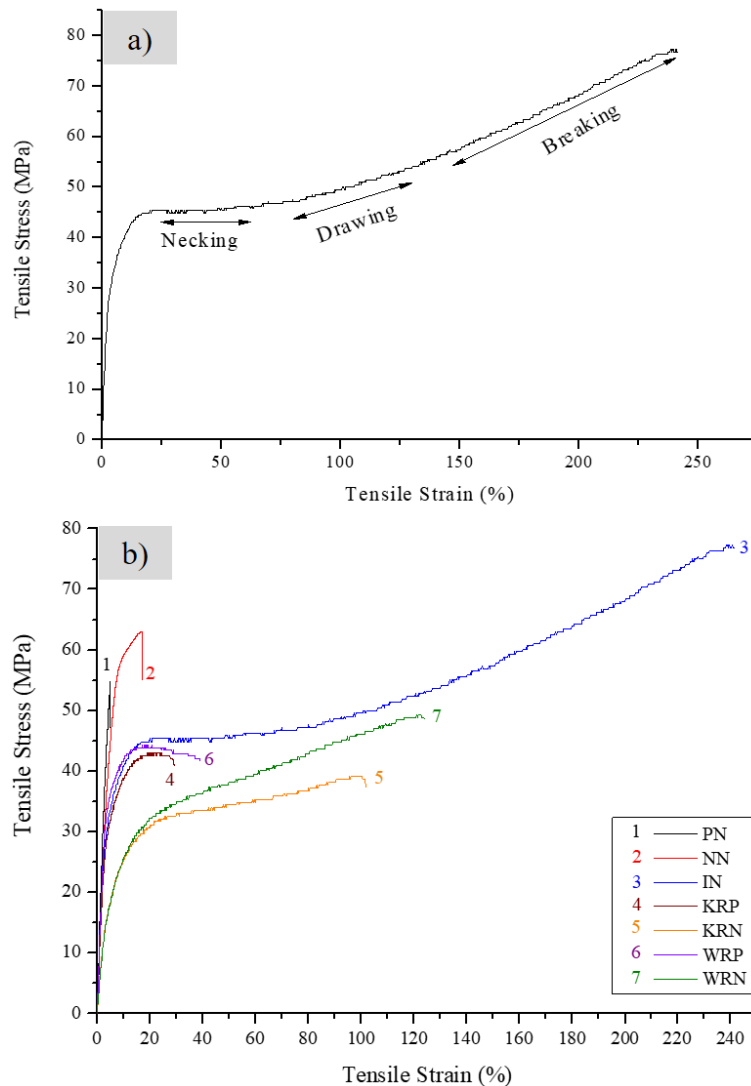 a)
85
80
70
60
50
40
30
20
10
0
Tensile Stress (MPa)
Necking
Drawing
Breaking
0 50 100 150 200 250
Tensile Strain (%)
b)
80
70
60
50
40
30
20
10
0
Tensile Stress (MPa)
1
2
3
4
5
6
7
1 PN
2 NN
3 IN
4 KRP
5 KRN
6 WRP
7 WRN
0 20 40 60 80 100 120 140 160 180 200 220 240
Tensile Strain (%)